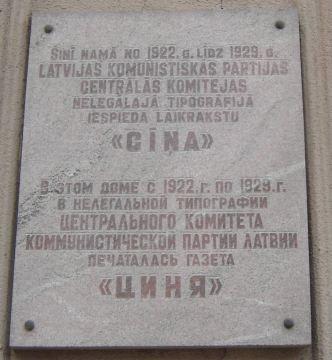 ŠINĪ NAMĀ NO 1922. G. LĪDZ 1929. G.
LATVIJAS KOMUNISTISKĀS PARTIJAS
CENTRĀLĀS KOMITEJAS
NELEGĀLAJĀ TIPOGRĀFIJĀ
IESPIEDA LAIKRAKSTU
«CĪŅA»
В ЭТОМ ДОМЕ С 1922. Г. ПО 1929. Г.
В НЕЛЕГАЛЬНОЙ ТИПОГРАФИИ
ЦЕНТРАЛЬНОГО КОМИТЕТА
КОММУНИСТИЧЕСКОЙ ПАРТИИ ЛАТВИИ
ПЕЧАТАЛАСЬ ГАЗЕТА
«ЦИНЯ»